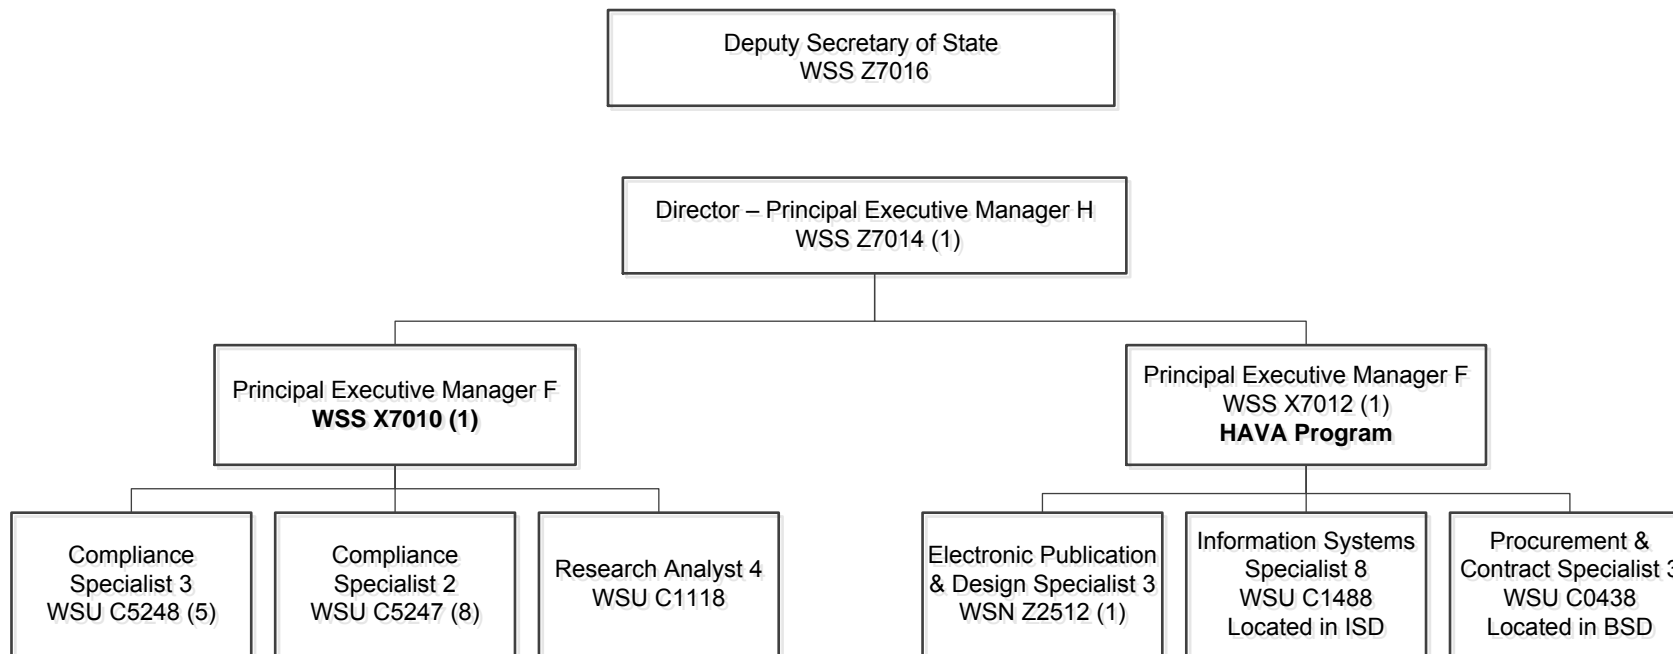 Deputy Secretary of State
WSS Z7016
Director – Principal Executive Manager H
WSS Z7014 (1)
Principal Executive Manager F
WSS X7010 (1)
Principal Executive Manager F
WSS X7012 (1)
HAVA Program
Compliance
Specialist 3
WSU C5248 (5)
Compliance
Specialist 2
WSU C5247 (8)
Research Analyst 4
WSU C1118
Electronic Publication
& Design Specialist 3
WSN Z2512 (1)
Information Systems
Specialist 8
WSU C1488
Located in ISD
Procurement &
Contract Specialist 3
WSU C0438
Located in BSD